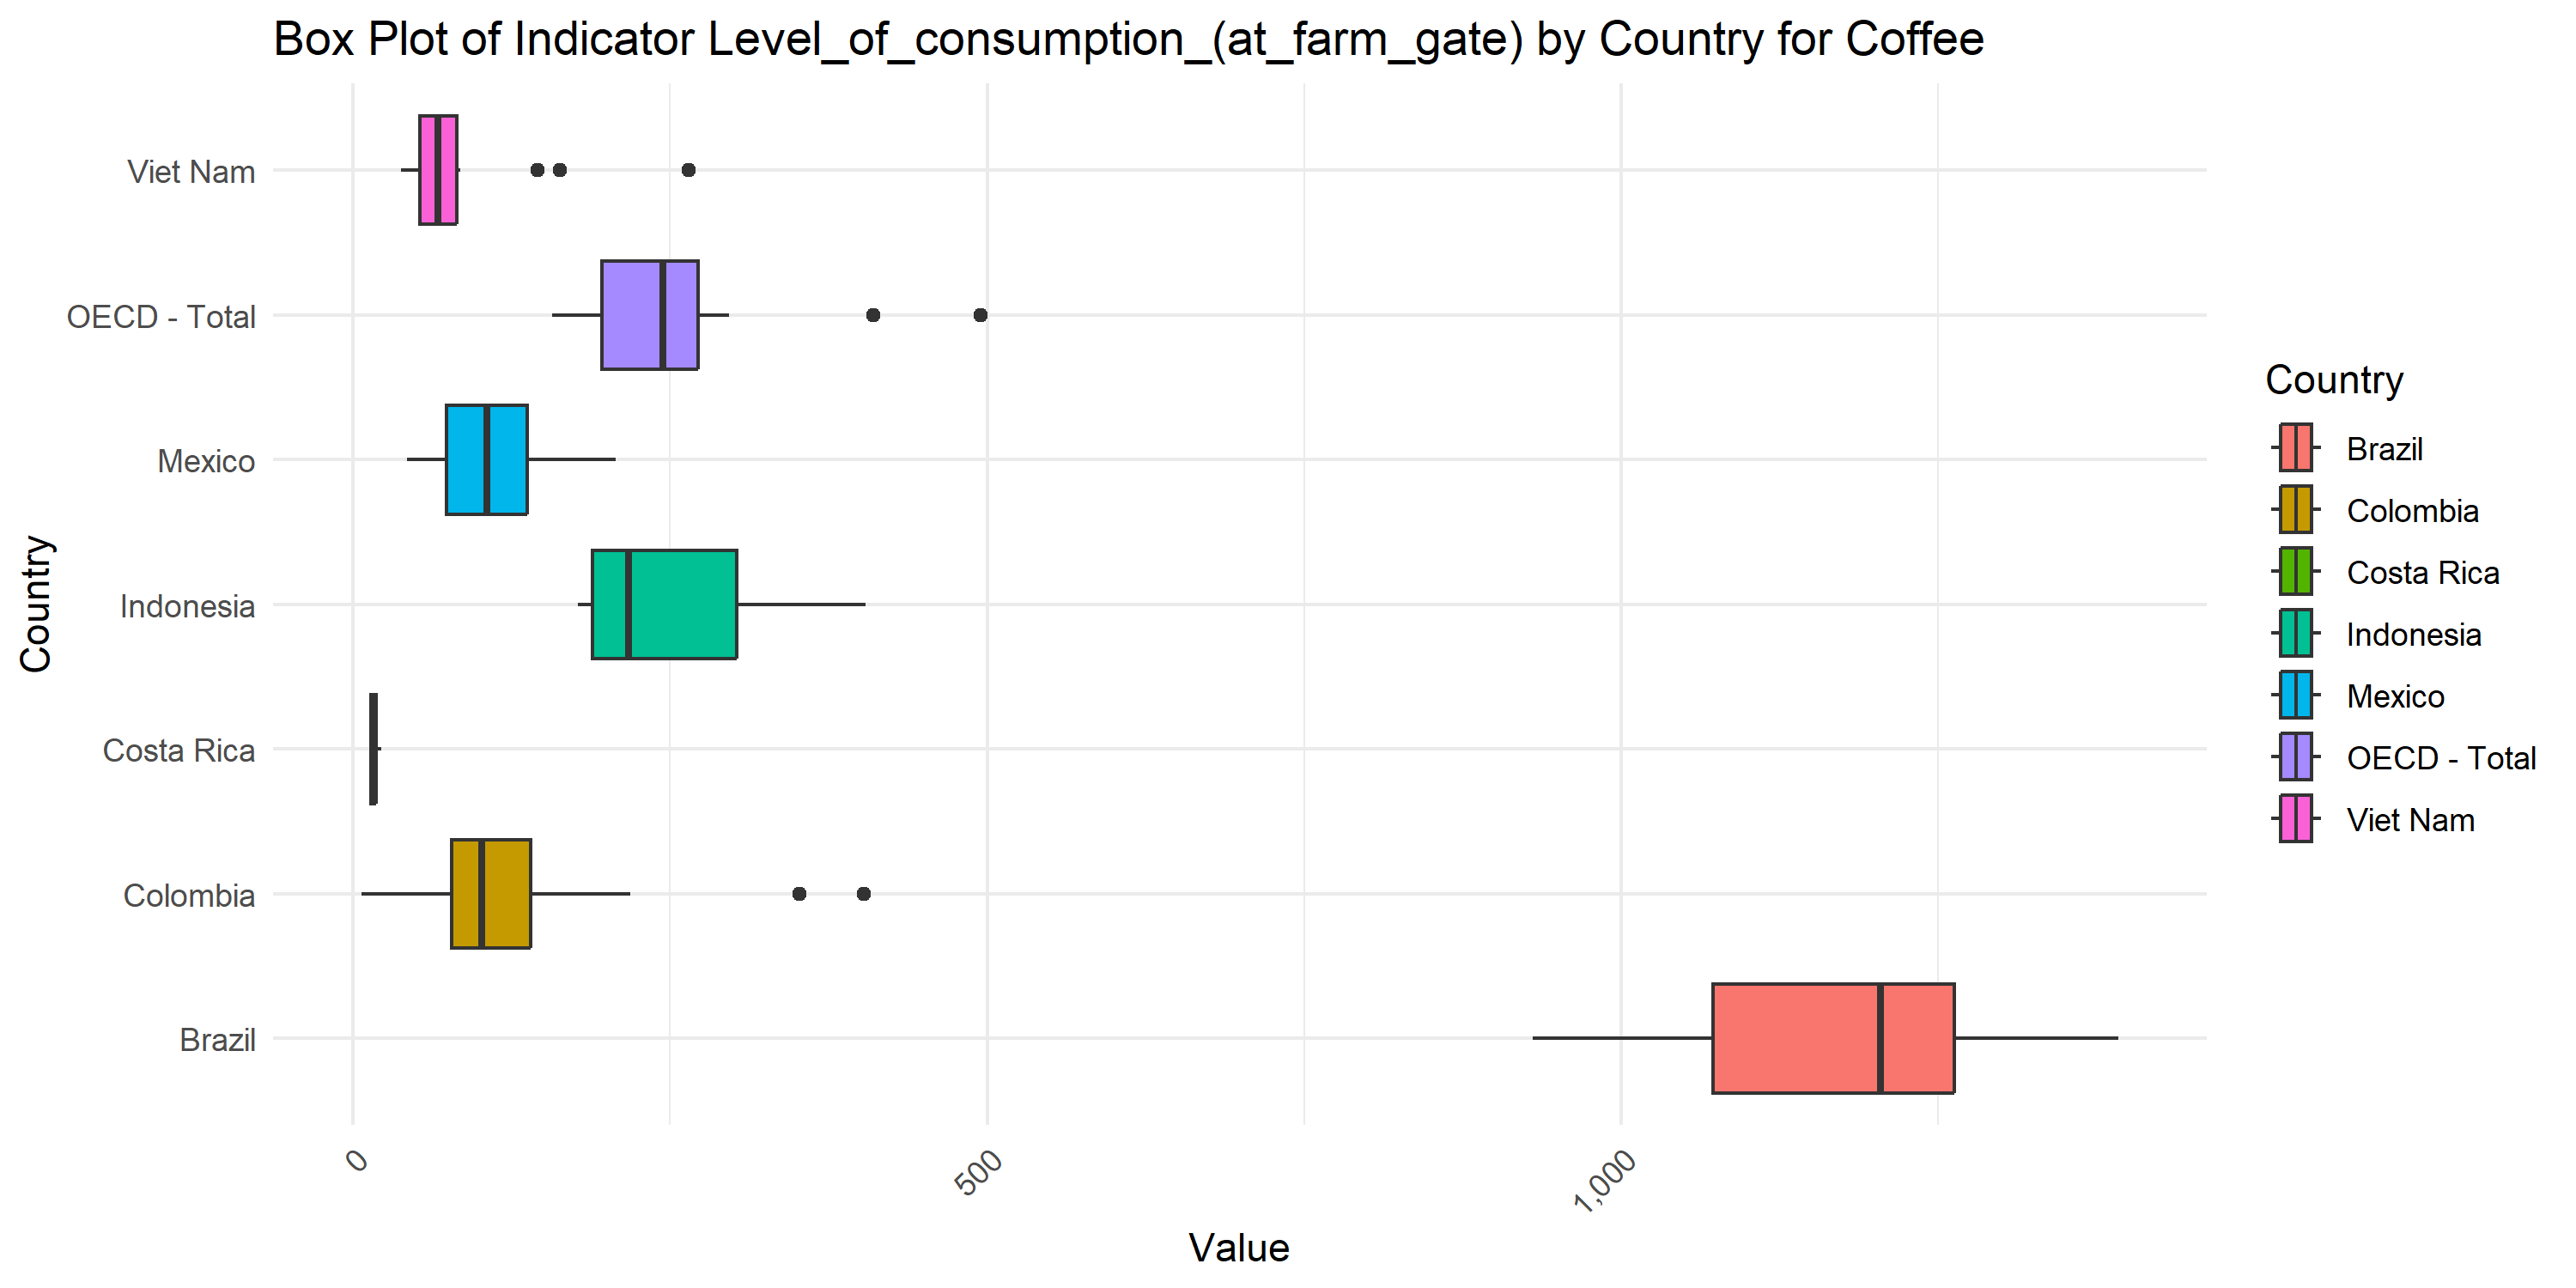 Box Plot of Indicator Level_of_consumption_(at_farm_gate) by Country for Coffee
Country
Viet Nam
OECD - Total
Mexico
Indonesia
Costa Rica
Colombia
Brazil
0
500
1,000
Value
Country
Brazil
Colombia
Costa Rica
Indonesia
Mexico
OECD - Total
Viet Nam